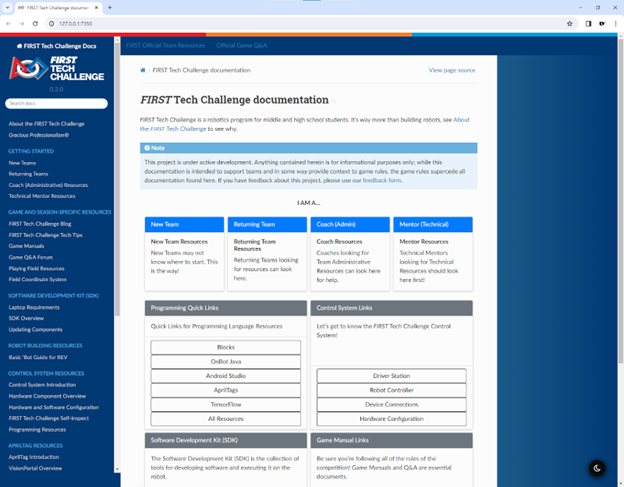 FIRST Tech Challenge documen
127.0.0.1:7350
FIRST Tech Challenge Docs
FIRST
TECH
CHALLENGE
0.2.0
Search docs
About the FIRST Tech Challenge
Gracious Professionalism®
GETTING STARTED
New Teams
Returning Teams
Coach (Administrative) Resources
Technical Mentor Resources
GAME AND SEASON-SPECIFIC RESOURCES
FIRST Tech Challenge Blog
FIRST Tech Challenge Tech Tips
Game Manuals
Game Q&A Forum
Playing Field Resources
Field Coordinate System
SOFTWARE DEVELOPMENT KIT (SDK)
Laptop Requirements
SDK Overview
Updating Components
ROBOT BUILDING RESOURCES
Basic 'Bot Guide for REV
CONTROL SYSTEM RESOURCES
Control System Introduction
Hardware Component Overview
Hardware and Software Configuration
FIRST Tech Challenge Self-Inspect
Programming Resources
APRILTAG RESOURCES
AprilTag Introduction
VisionPortal Overview
FIRST Official Team Resources Official Game Q&A
FIRST Tech Challenge documentation View page source
FIRST Tech Challenge documentation
FIRST Tech Challenge is a robotics program for middle and high school students. It's way more than building robots, see About
the FIRST Tech Challenge to see why.
Note
This project is under active development. Anything contained herein is for informational purposes only; while this
documentation is intended to support teams and in some way provide context to game rules, the game rules supercede all
documentation found here. If you have feedback about this project, please use our feedback form.
I AM A...
New Team
New Team Resources
New Teams may not
know where to start. This
is the way!
Returning Team
Returning Team
Resources
Returning Teams looking
for resources can look
here.
Coach (Admin)
Coach Resources
Coaches looking for
Team Administrative
Resources can look here
for help.
Mentor (Technical)
Mentor Resources
Technical Mentors
looking for Technical
Resources should look
here first!
Programming Quick Links
Quick Links for Programming Language Resources
Blocks
OnBot Java
Android Studio
AprilTags
TensorFlow
All Resources
Control System Links
Let's get to know the FIRST Tech Challenge Control
System!
Driver Station
Robot Controller
Device Connections
Hardware Configuration
Software Development Kit (SDK)
The Software Development Kit (SDK) is the collection of
tools for developing software and executing it on the
robot.
Game Manual Links
Be sure you're following all of the rules of the
competition! Game Manuals and Q&A are essential
documents.